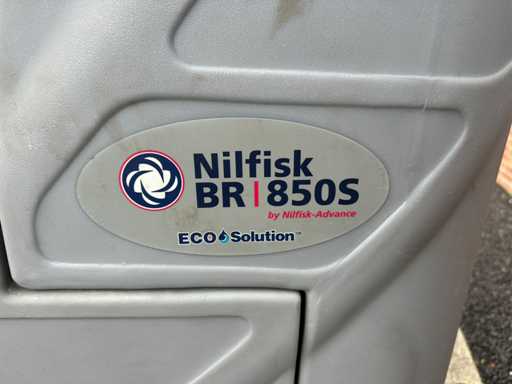 Nilfisk
BR | 850S
by Nilfisk-Advance
ECO Solution™